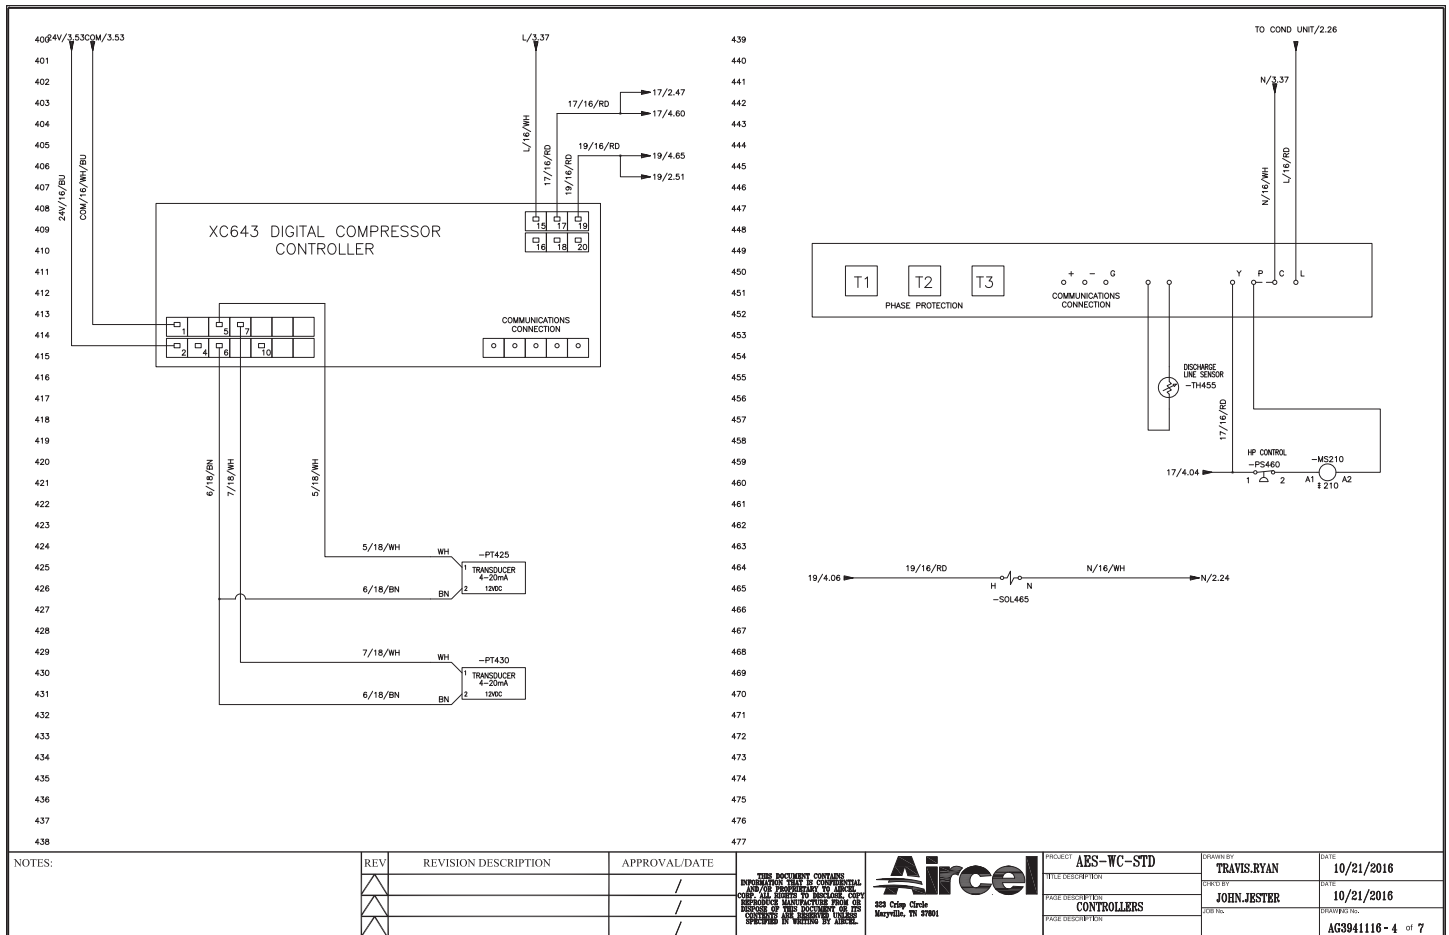 24V/3.53
COM/3.53
L/3.37
400
401
402
403
404
405
406
407
408
409
410
411
412
413
414
415
416
417
418
419
420
421
422
423
424
425
426
427
428
429
430
431
432
433
434
435
436
437
438
24V/16/BU
COM/16/WH/BU
L/16/WH
17/16/RD
17/16/RD
17/2.47
17/4.60
19/16/RD
19/16/RD
19/4.65
19/2.51
XC643 DIGITAL COMPRESSOR
CONTROLLER
15 17 19
16 18 20
1 5 7
2 4 6 10
COMMUNICATIONS
CONNECTION
6/18/BN
7/18/WH
5/18/WH
5/18/WH WH
-PT425
1 TRANSDUCER
4-20mA
2 12VDC
6/18/BN BN
7/18/WH WH
-PT430
1 TRANSDUCER
4-20mA
2 12VDC
6/18/BN BN
439
440
441
442
443
444
445
446
447
448
449
450
451
452
453
454
455
456
457
458
459
460
461
462
463
464
465
466
467
468
469
470
471
472
473
474
475
476
477
TO COND UNIT/2.26
N/3.37
N/16/WH
L/16/RD
T1 T2 T3
PHASE PROTECTION
+ - G
COMMUNICATIONS
CONNECTION
Y P C L
DISCHARGE
LINE SENSOR
-TH455
17/16/RD
HP CONTROL
-PS460
-MS210
17/4.04
1 2
A1 A2
‡ 210
19/4.06
19/16/RD
H N
-SOL465
N/16/WH
N/2.24
NOTES:
REV REVISION DESCRIPTION APPROVAL/DATE
/
/
/
THIS DOCUMENT CONTAINS
INFORMATION THAT IS CONFIDENTIAL
AND/OR PROPRIETARY TO AIRCEL
CORP. ALL RIGHTS TO DISCLOSE, COPY
REPRODUCE MANUFACTURE FROM OR
DISPOSE OF THIS DOCUMENT OR ITS
CONTENTS ARE RESERVED UNLESS
SPECIFIED IN WRITING BY AIRCEL.
Aircel
323 Crisp Circle
Maryville, TN 37801
PROJECT AES-WC-STD
TITLE DESCRIPTION
PAGE DESCRIPTION
CONTROLLERS
PAGE DESCRIPTION
DRAWN BY
TRAVIS.RYAN
CHK'D BY
JOHN.JESTER
JOB No.
DATE
10/21/2016
DATE
10/21/2016
DRAWING No.
AG3941116 - 4 of 7